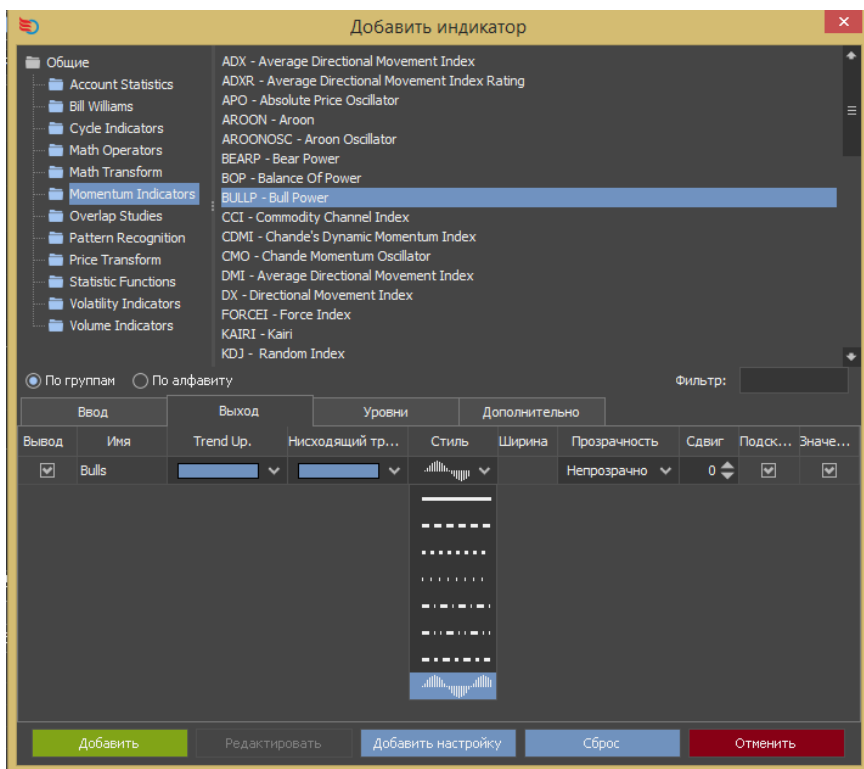 Добавить индикатор
Общие
Account Statistics
Bill Williams
Cycle Indicators
Math Operators
Math Transform
Momentum Indicators
Overlap Studies
Pattern Recognition
Price Transform
Statistic Functions
Volatility Indicators
Volume Indicators
ADX - Average Directional Movement Index
ADXR - Average Directional Movement Index Rating
APO - Absolute Price Oscillator
AROON - Aroon
AROONOSC - Aroon Oscillator
BEARP - Bear Power
BOP - Balance Of Power
BULLP - Bull Power
CCI - Commodity Channel Index
CDMI - Chande's Dynamic Momentum Index
CMO - Chande Momentum Oscillator
DMI - Average Directional Movement Index
DX - Directional Movement Index
FORCEI - Force Index
KAIRI - Kairi
KDJ - Random Index
По группам По алфавиту Фильтр:
Ввод Выход Уровни Дополнительно
Вывод Имя Trend Up. Нисходящий тр... Стиль Ширина Прозрачность Сдвиг Подск... Значе...
Bulls Непрозрачно 0
Добавить Редактировать Добавить настройку Сброс Отменить